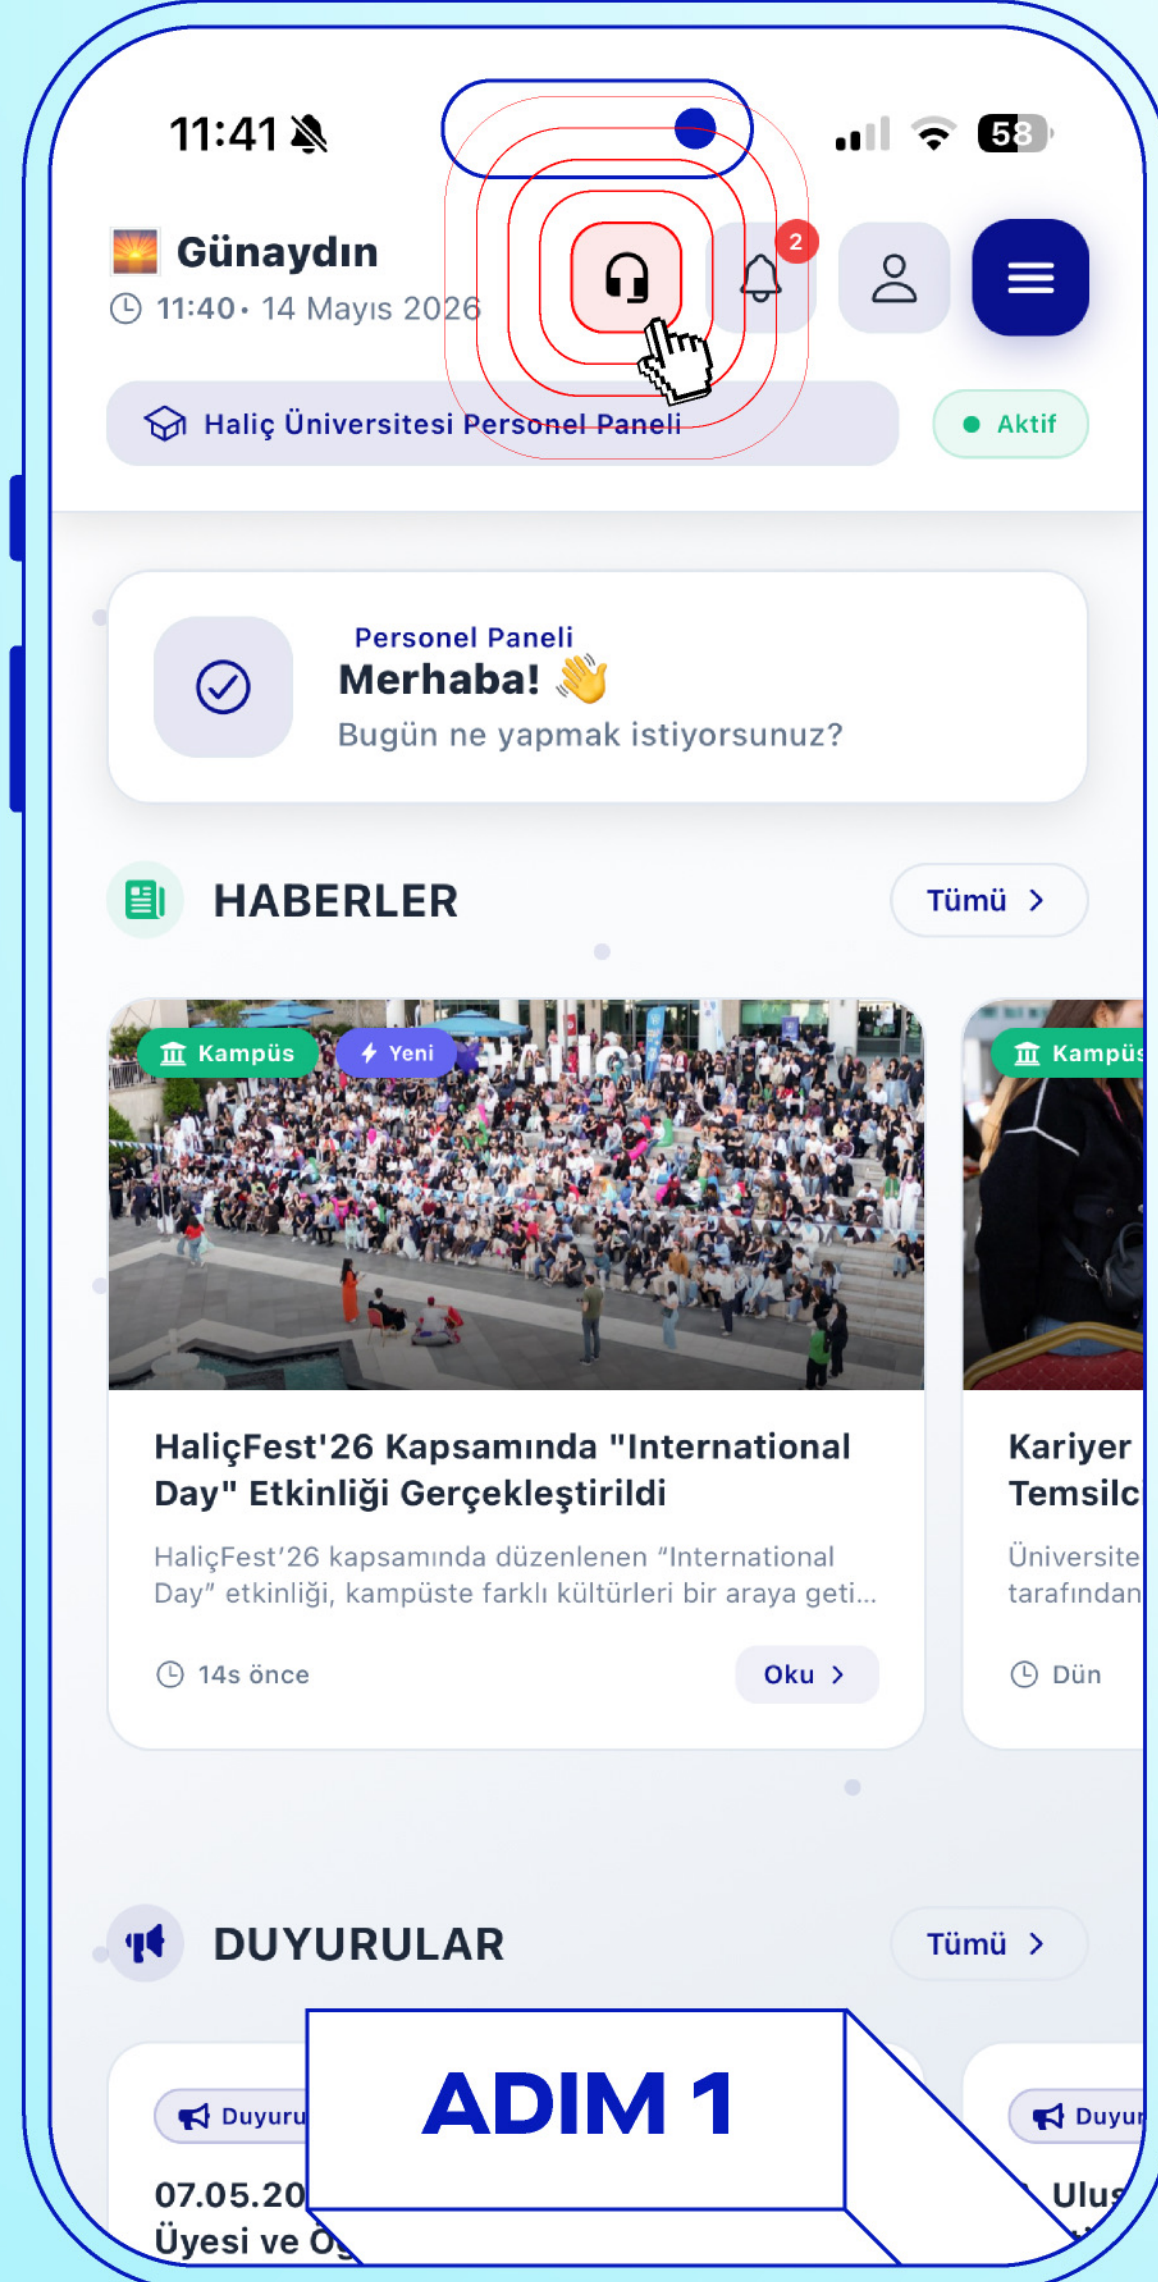 11:41
58
Günaydın
2
11:40 • 14 Mayıs 2026
Haliç Üniversitesi Personel Paneli
Aktif
Personel Paneli
Merhaba! 👋
Bugün ne yapmak istiyorsunuz?
HABERLER
Tümü >
Kampüs
Yeni
Kampüs
HaliçFest'26 Kapsamında "International
Day" Etkinliği Gerçekleştirildi
HaliçFest'26 kapsamında düzenlenen "International
Day" etkinliği, kampüste farklı kültürleri bir araya geti...
14s önce
Oku >
Kariyer
Temsilci
Üniversite
tarafından
Dün
DUYURULAR
Tümü >
Duyuru
Duyur
07.05.20
Üyesi ve Öğ
Ulus
ADIM 1